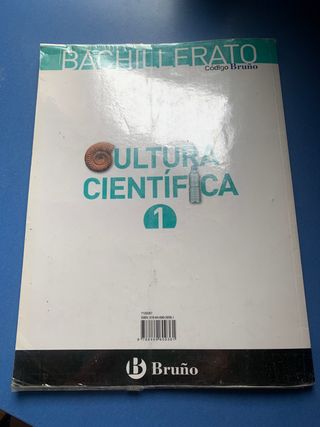 BACHILLERATO
Código Bruño
CULTURA
CIENTÍFICA
1
B Bruño